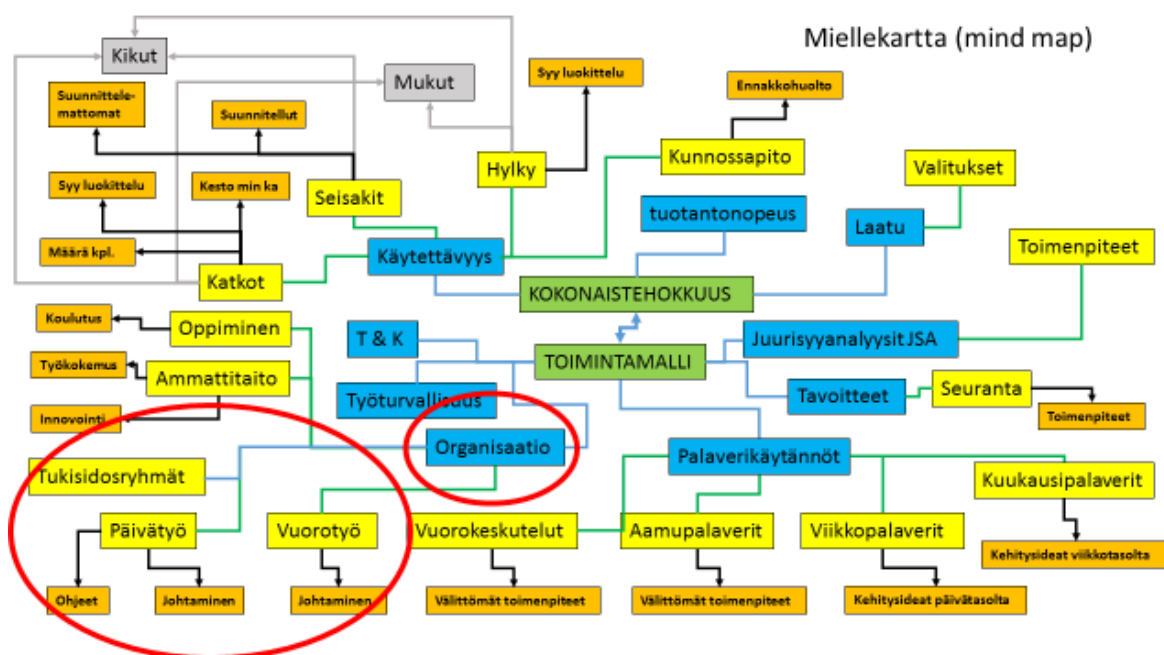 Miellekartta (mind map)
Kikut
Mukut
Syy luokittelu
Ennakkohuolto
Suunnittele-
mattomat
Suunnitellut
Hylky
Kunnossapito
Valitukset
Syy luokittelu
Kesto min ka
Seisakit
tuotantonopeus
Laatu
Toimenpiteet
Määrä kpl.
Käytettävyys
Katkot
KOKONAISTEHOKKUUS
Koulutus
Oppiminen
T & K
Juurisyyanalyysit JSA
TOIMINTAMALLI
Työkokemus
Ammattitaito
Työturvallisuus
Tavoitteet
Seuranta
Innovointi
Toimenpiteet
Organisaatio
Palaverikäytännöt
Tukisidosryhmät
Kuukausipalaverit
Päivätyö
Vuorotyö
Vuorokeskutelut
Aamupalaverit
Viikkopalaverit
Kehitysideat viikkotasolta
Ohjeet
Johtaminen
Johtaminen
Välittömät toimenpiteet
Välittömät toimenpiteet
Kehitysideat päivätasolta